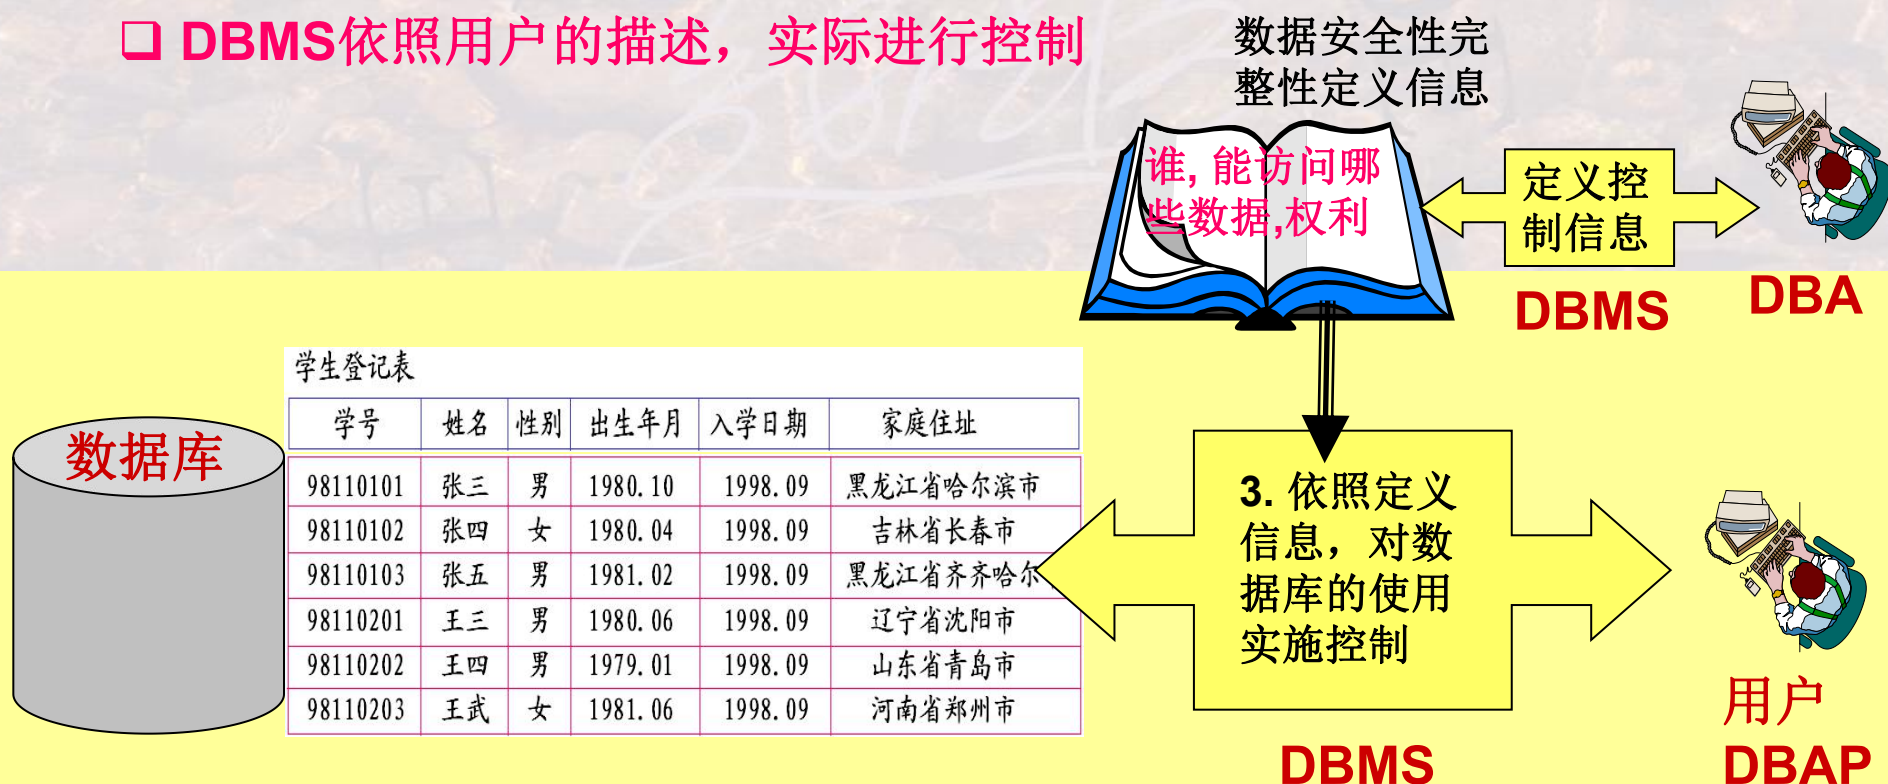 ❑ DBMS依照用户的描述，实际进行控制
数据安全性完
整性定义信息
谁, 能访问哪
些数据,权利
定义控
制信息
DBMS
DBA
数据库
学生登记表
学号 姓名 性别 出生年月 入学日期 家庭住址
98110101 张三 男 1980.10 1998.09 黑龙江省哈尔滨市
98110102 张四 女 1980.04 1998.09 吉林省长春市
98110103 张五 男 1981.02 1998.09 黑龙江省齐齐哈尔
98110201 王三 男 1980.06 1998.09 辽宁省沈阳市
98110202 王四 男 1979.01 1998.09 山东省青岛市
98110203 王武 女 1981.06 1998.09 河南省郑州市
3. 依照定义
信息，对数
据库的使用
实施控制
DBMS
用户
DBAP